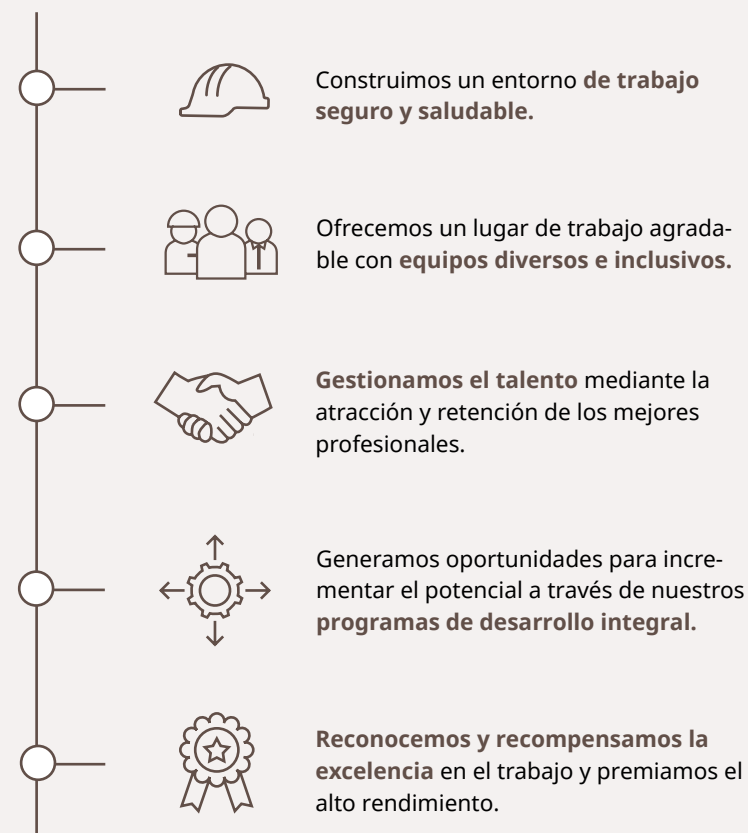 Construimos un entorno de trabajo
seguro y saludable.
Ofrecemos un lugar de trabajo agrada-
ble con equipos diversos e inclusivos.
Gestionamos el talento mediante la
atracción y retención de los mejores
profesionales.
Generamos oportunidades para incre-
mentar el potencial a través de nuestros
programas de desarrollo integral.
Reconocemos y recompensamos la
excelencia en el trabajo y premiamos el
alto rendimiento.